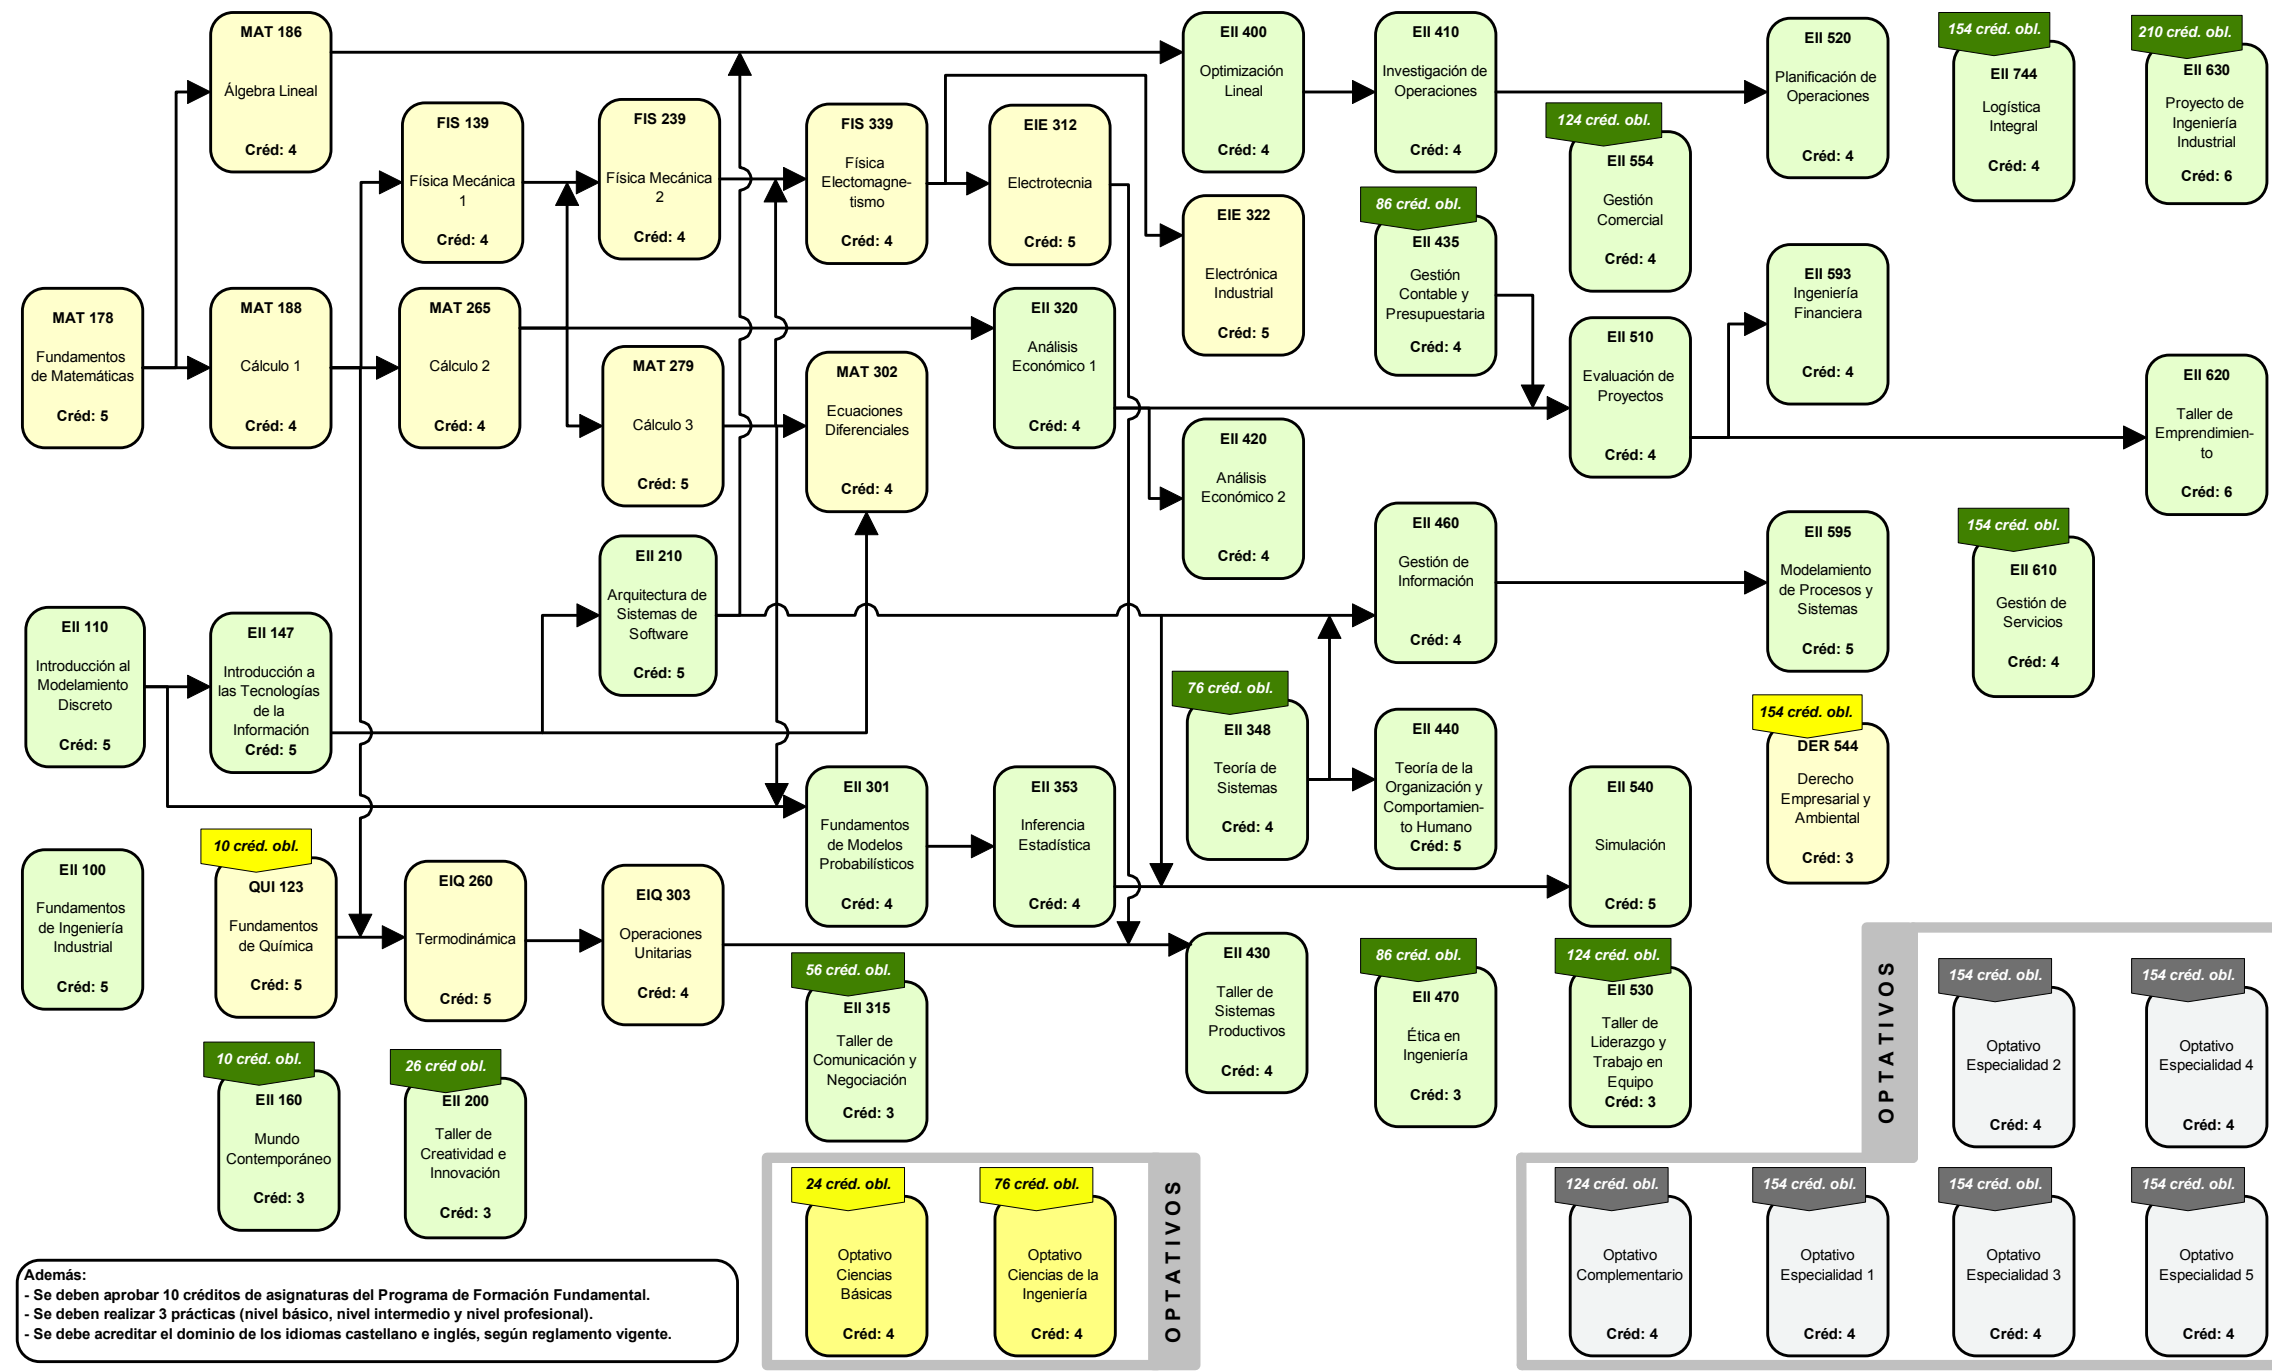 MAT 186
Álgebra Lineal
Créd: 4
EII 400
Optimización
Lineal
Créd: 4
EII 410
Investigación de
Operaciones
Créd: 4
EII 520
Planificación de
Operaciones
Créd: 4
154 créd. obl.
EII 744
Logística
Integral
Créd: 4
210 créd. obl.
EII 630
Proyecto de
Ingeniería
Industrial
Créd: 6
FIS 139
Física Mecánica
1
Créd: 4
FIS 239
Física Mecánica
2
Créd: 4
FIS 339
Física
Electomagne-
tismo
Créd: 4
EIE 312
Electrotecnia
Créd: 5
EIE 322
Electrónica
Industrial
Créd: 5
86 créd. obl.
EII 435
Gestión
Contable y
Presupuestaria
Créd: 4
124 créd. obl.
EII 554
Gestión
Comercial
Créd: 4
EII 593
Ingeniería
Financiera
Créd: 4
MAT 178
Fundamentos
de Matemáticas
Créd: 5
MAT 188
Cálculo 1
Créd: 4
MAT 265
Cálculo 2
Créd: 4
MAT 279
Cálculo 3
Créd: 5
MAT 302
Ecuaciones
Diferenciales
Créd: 4
EII 320
Análisis
Económico 1
Créd: 4
EII 420
Análisis
Económico 2
Créd: 4
EII 510
Evaluación de
Proyectos
Créd: 4
EII 620
Taller de
Emprendimien-
to
Créd: 6
EII 110
Introducción al
Modelamiento
Discreto
Créd: 5
EII 147
Introducción a
las Tecnologías
de la
Información
Créd: 5
EII 210
Arquitectura de
Sistemas de
Software
Créd: 5
EII 460
Gestión de
Información
Créd: 4
EII 595
Modelamiento
de Procesos y
Sistemas
Créd: 5
154 créd. obl.
EII 610
Gestión de
Servicios
Créd: 4
76 créd. obl.
EII 348
Teoría de
Sistemas
Créd: 4
EII 440
Teoría de la
Organización y
Comportamien-
to Humano
Créd: 5
154 créd. obl.
DER 544
Derecho
Empresarial y
Ambiental
Créd: 3
EII 301
Fundamentos
de Modelos
Probabilísticos
Créd: 4
EII 353
Inferencia
Estadística
Créd: 4
EII 540
Simulación
Créd: 5
EII 100
Fundamentos
de Ingeniería
Industrial
Créd: 5
10 créd. obl.
QUI 123
Fundamentos
de Química
Créd: 5
EIQ 260
Termodinámica
Créd: 5
EIQ 303
Operaciones
Unitarias
Créd: 4
56 créd. obl.
EII 315
Taller de
Comunicación y
Negociación
Créd: 3
EII 430
Taller de
Sistemas
Productivos
Créd: 4
86 créd. obl.
EII 470
Ética en
Ingeniería
Créd: 3
124 créd. obl.
EII 530
Taller de
Liderazgo y
Trabajo en
Equipo
Créd: 3
10 créd. obl.
EII 160
Mundo
Contemporáneo
Créd: 3
26 créd obl.
EII 200
Taller de
Creatividad e
Innovación
Créd: 3
OPTATIVOS
154 créd. obl.
Optativo
Especialidad 2
Créd: 4
154 créd. obl.
Optativo
Especialidad 4
Créd: 4
24 créd. obl.
Optativo
Ciencias
Básicas
Créd: 4
76 créd. obl.
Optativo
Ciencias de la
Ingeniería
Créd: 4
OPTATIVOS
124 créd. obl.
Optativo
Complementario
Créd: 4
154 créd. obl.
Optativo
Especialidad 1
Créd: 4
154 créd. obl.
Optativo
Especialidad 3
Créd: 4
154 créd. obl.
Optativo
Especialidad 5
Créd: 4
Además:
- Se deben aprobar 10 créditos de asignaturas del Programa de Formación Fundamental.
- Se deben realizar 3 prácticas (nivel básico, nivel intermedio y nivel profesional).
- Se debe acreditar el dominio de los idiomas castellano e inglés, según reglamento vigente.